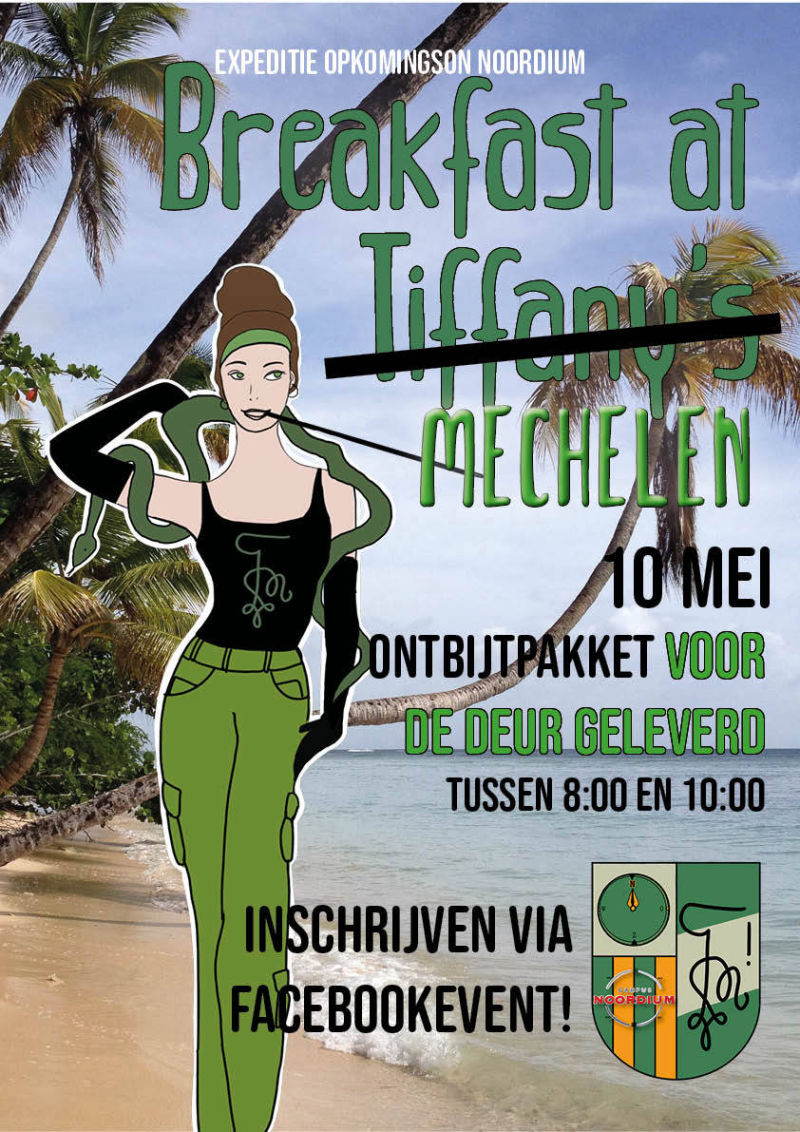 EXPEDITIE OPKOMINGSON NOORDIUM
Breakfast at
Tiffany's
MECHELEN
10 MEI
ONTBIJTPAKKET VOOR
DE DEUR GELEVERD
TUSSEN 8:00 EN 10:00
INSCHRIJVEN VIA
FACEBOOKEVENT!
N
CAMPUS
NOORDIUM